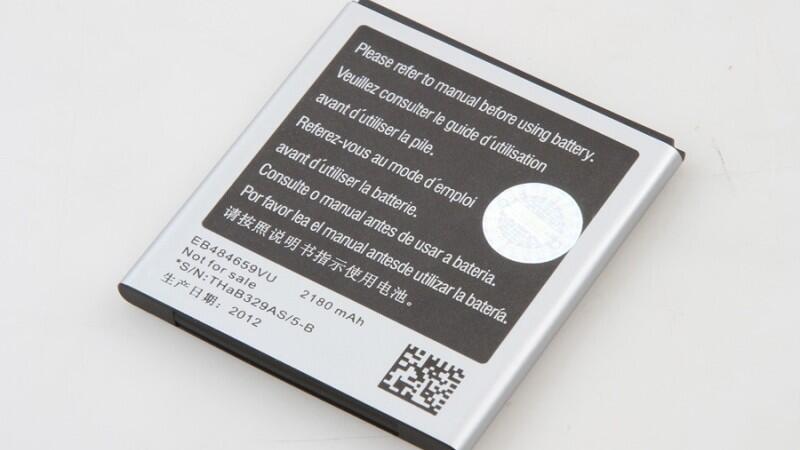 Please refer to manual before using battery.
Veuillez consulter le guide d´utilisation
avant d´utiliser la pile.
Referez-vous au mode d´emploi
avant d´utiliser la batterie.
Consulte o manual antes de usar a bateria.
Por favor lea el manual antesde utilizar la batería.
请按照说明书指示使用电池。
EB484659VU 2180 mAh
Not for sale
*S/N:THaB329AS/5-B
生产日期: 2012